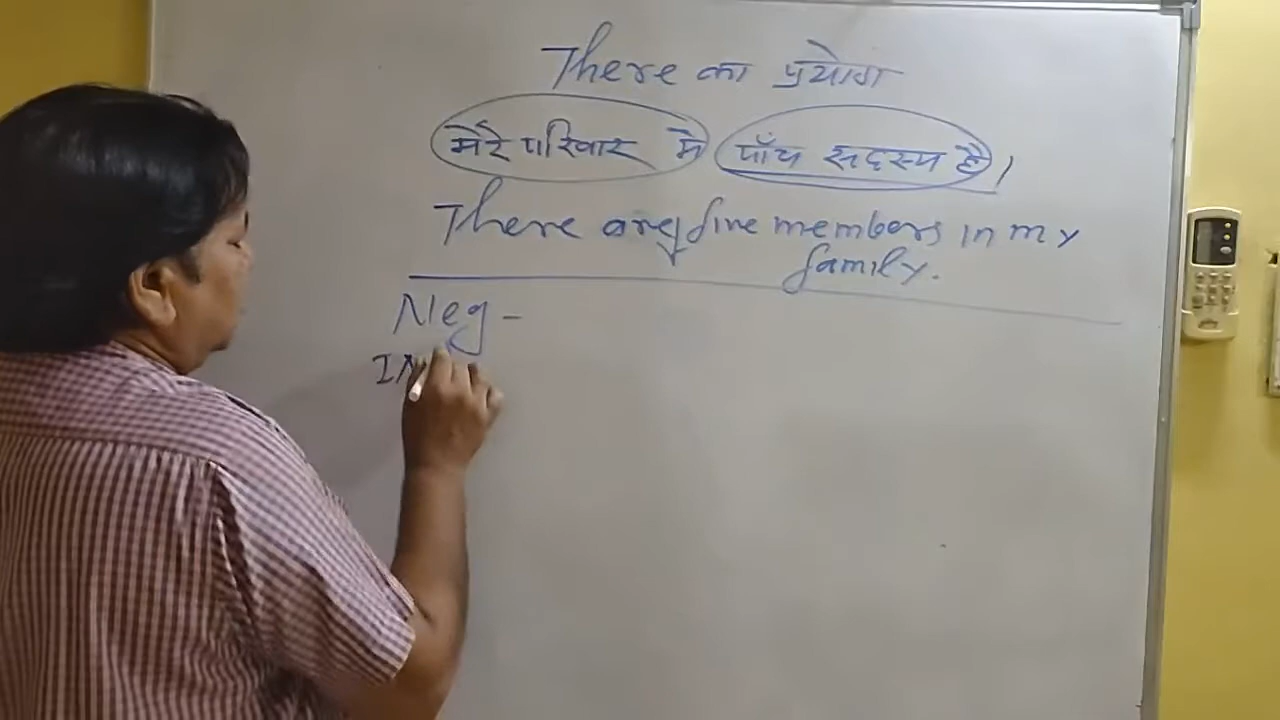 There का प्रयोग
मेरे परिवार मे पाँच सदस्य है।
There are five members in my
family.
Neg -
IN